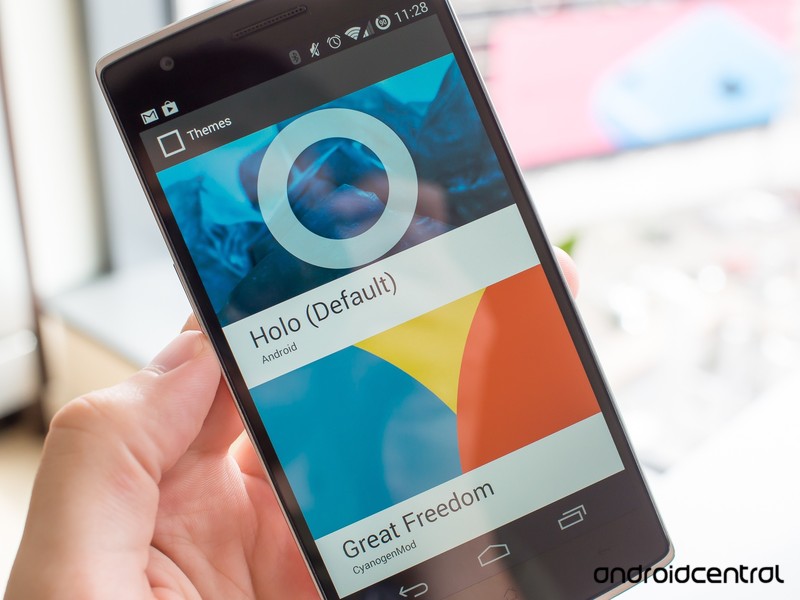 11:28
Themes
Holo (Default)
Android
Great Freedom
CyanogenMod
androidcentral